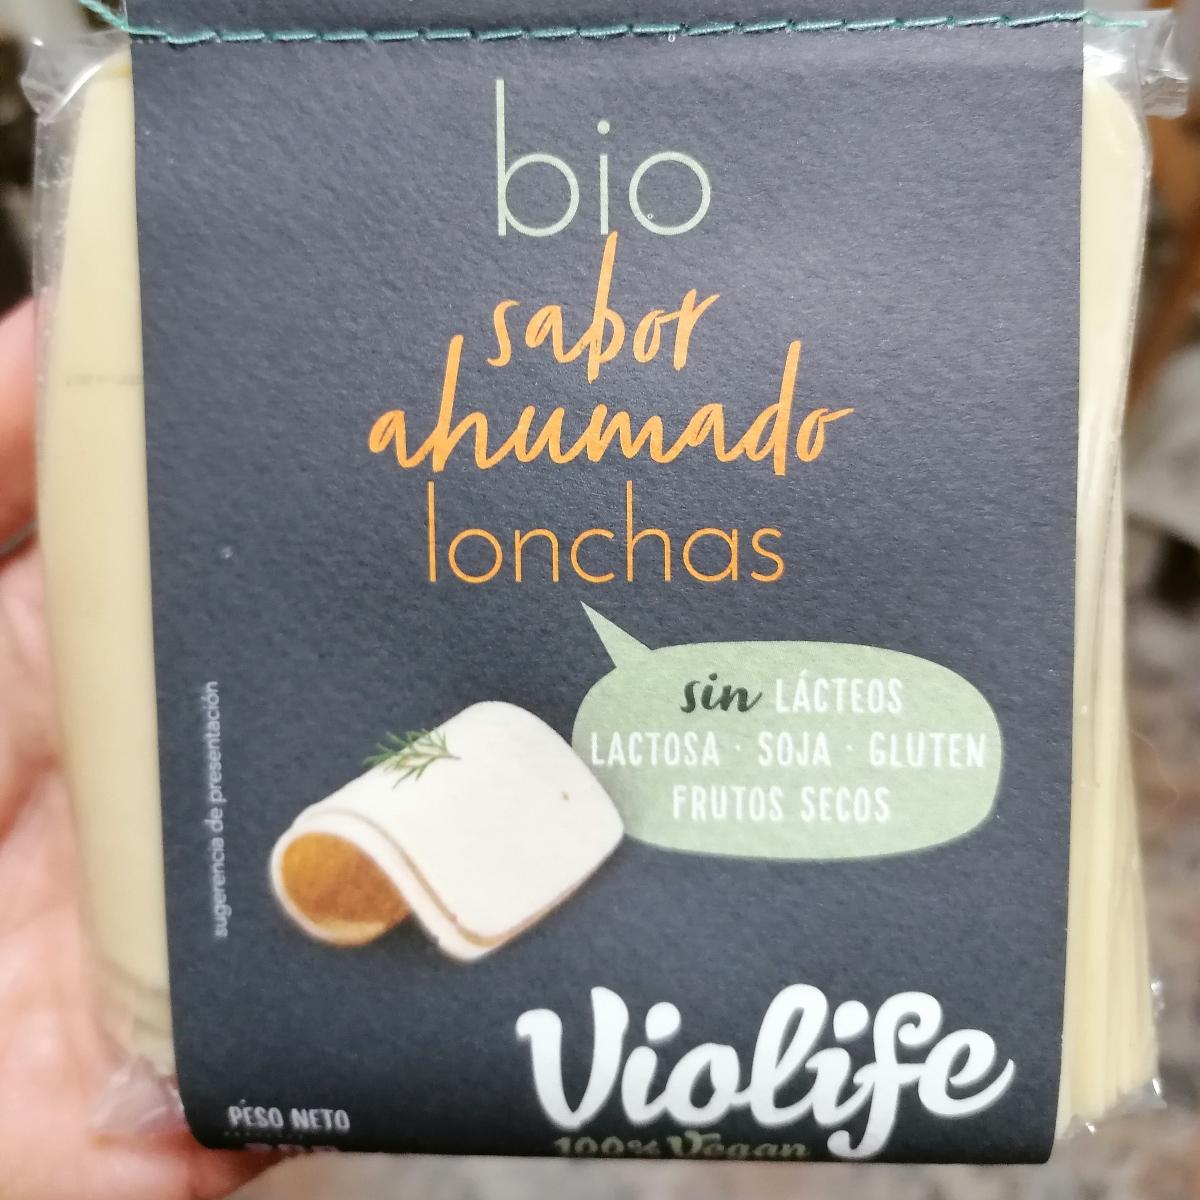 bio
sabor
ahumado
lonchas
sin LÁCTEOS
LACTOSA · SOJA · GLUTEN
FRUTOS SECOS
sugerencia de presentación
Violife
100% Vegan
PESO NETO